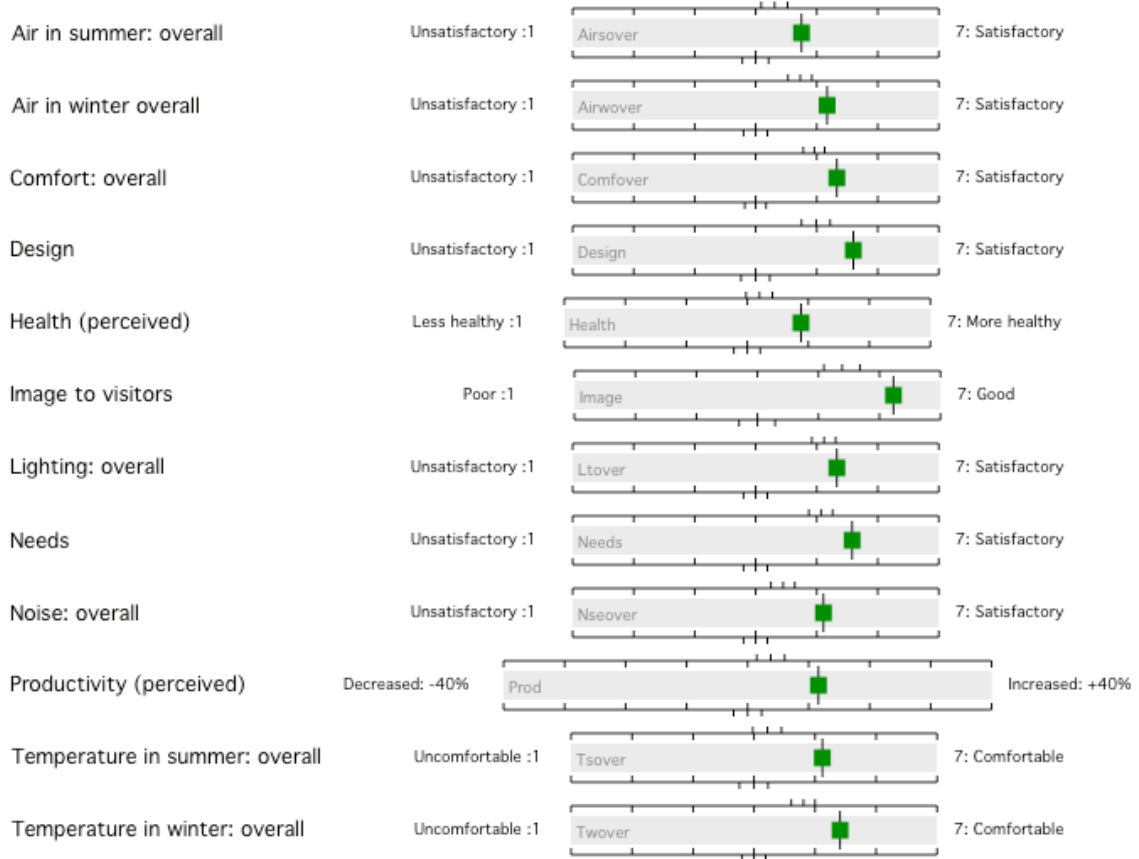 Air in summer: overall Unsatisfactory :1 Airsover 7: Satisfactory
Air in winter overall Unsatisfactory :1 Airwover 7: Satisfactory
Comfort: overall Unsatisfactory :1 Comfover 7: Satisfactory
Design Unsatisfactory :1 Design 7: Satisfactory
Health (perceived) Less healthy :1 Health 7: More healthy
Image to visitors Poor :1 Image 7: Good
Lighting: overall Unsatisfactory :1 Ltover 7: Satisfactory
Needs Unsatisfactory :1 Needs 7: Satisfactory
Noise: overall Unsatisfactory :1 Nseover 7: Satisfactory
Productivity (perceived) Decreased: -40% Prod Increased: +40%
Temperature in summer: overall Uncomfortable :1 Tsover 7: Comfortable
Temperature in winter: overall Uncomfortable :1 Twover 7: Comfortable